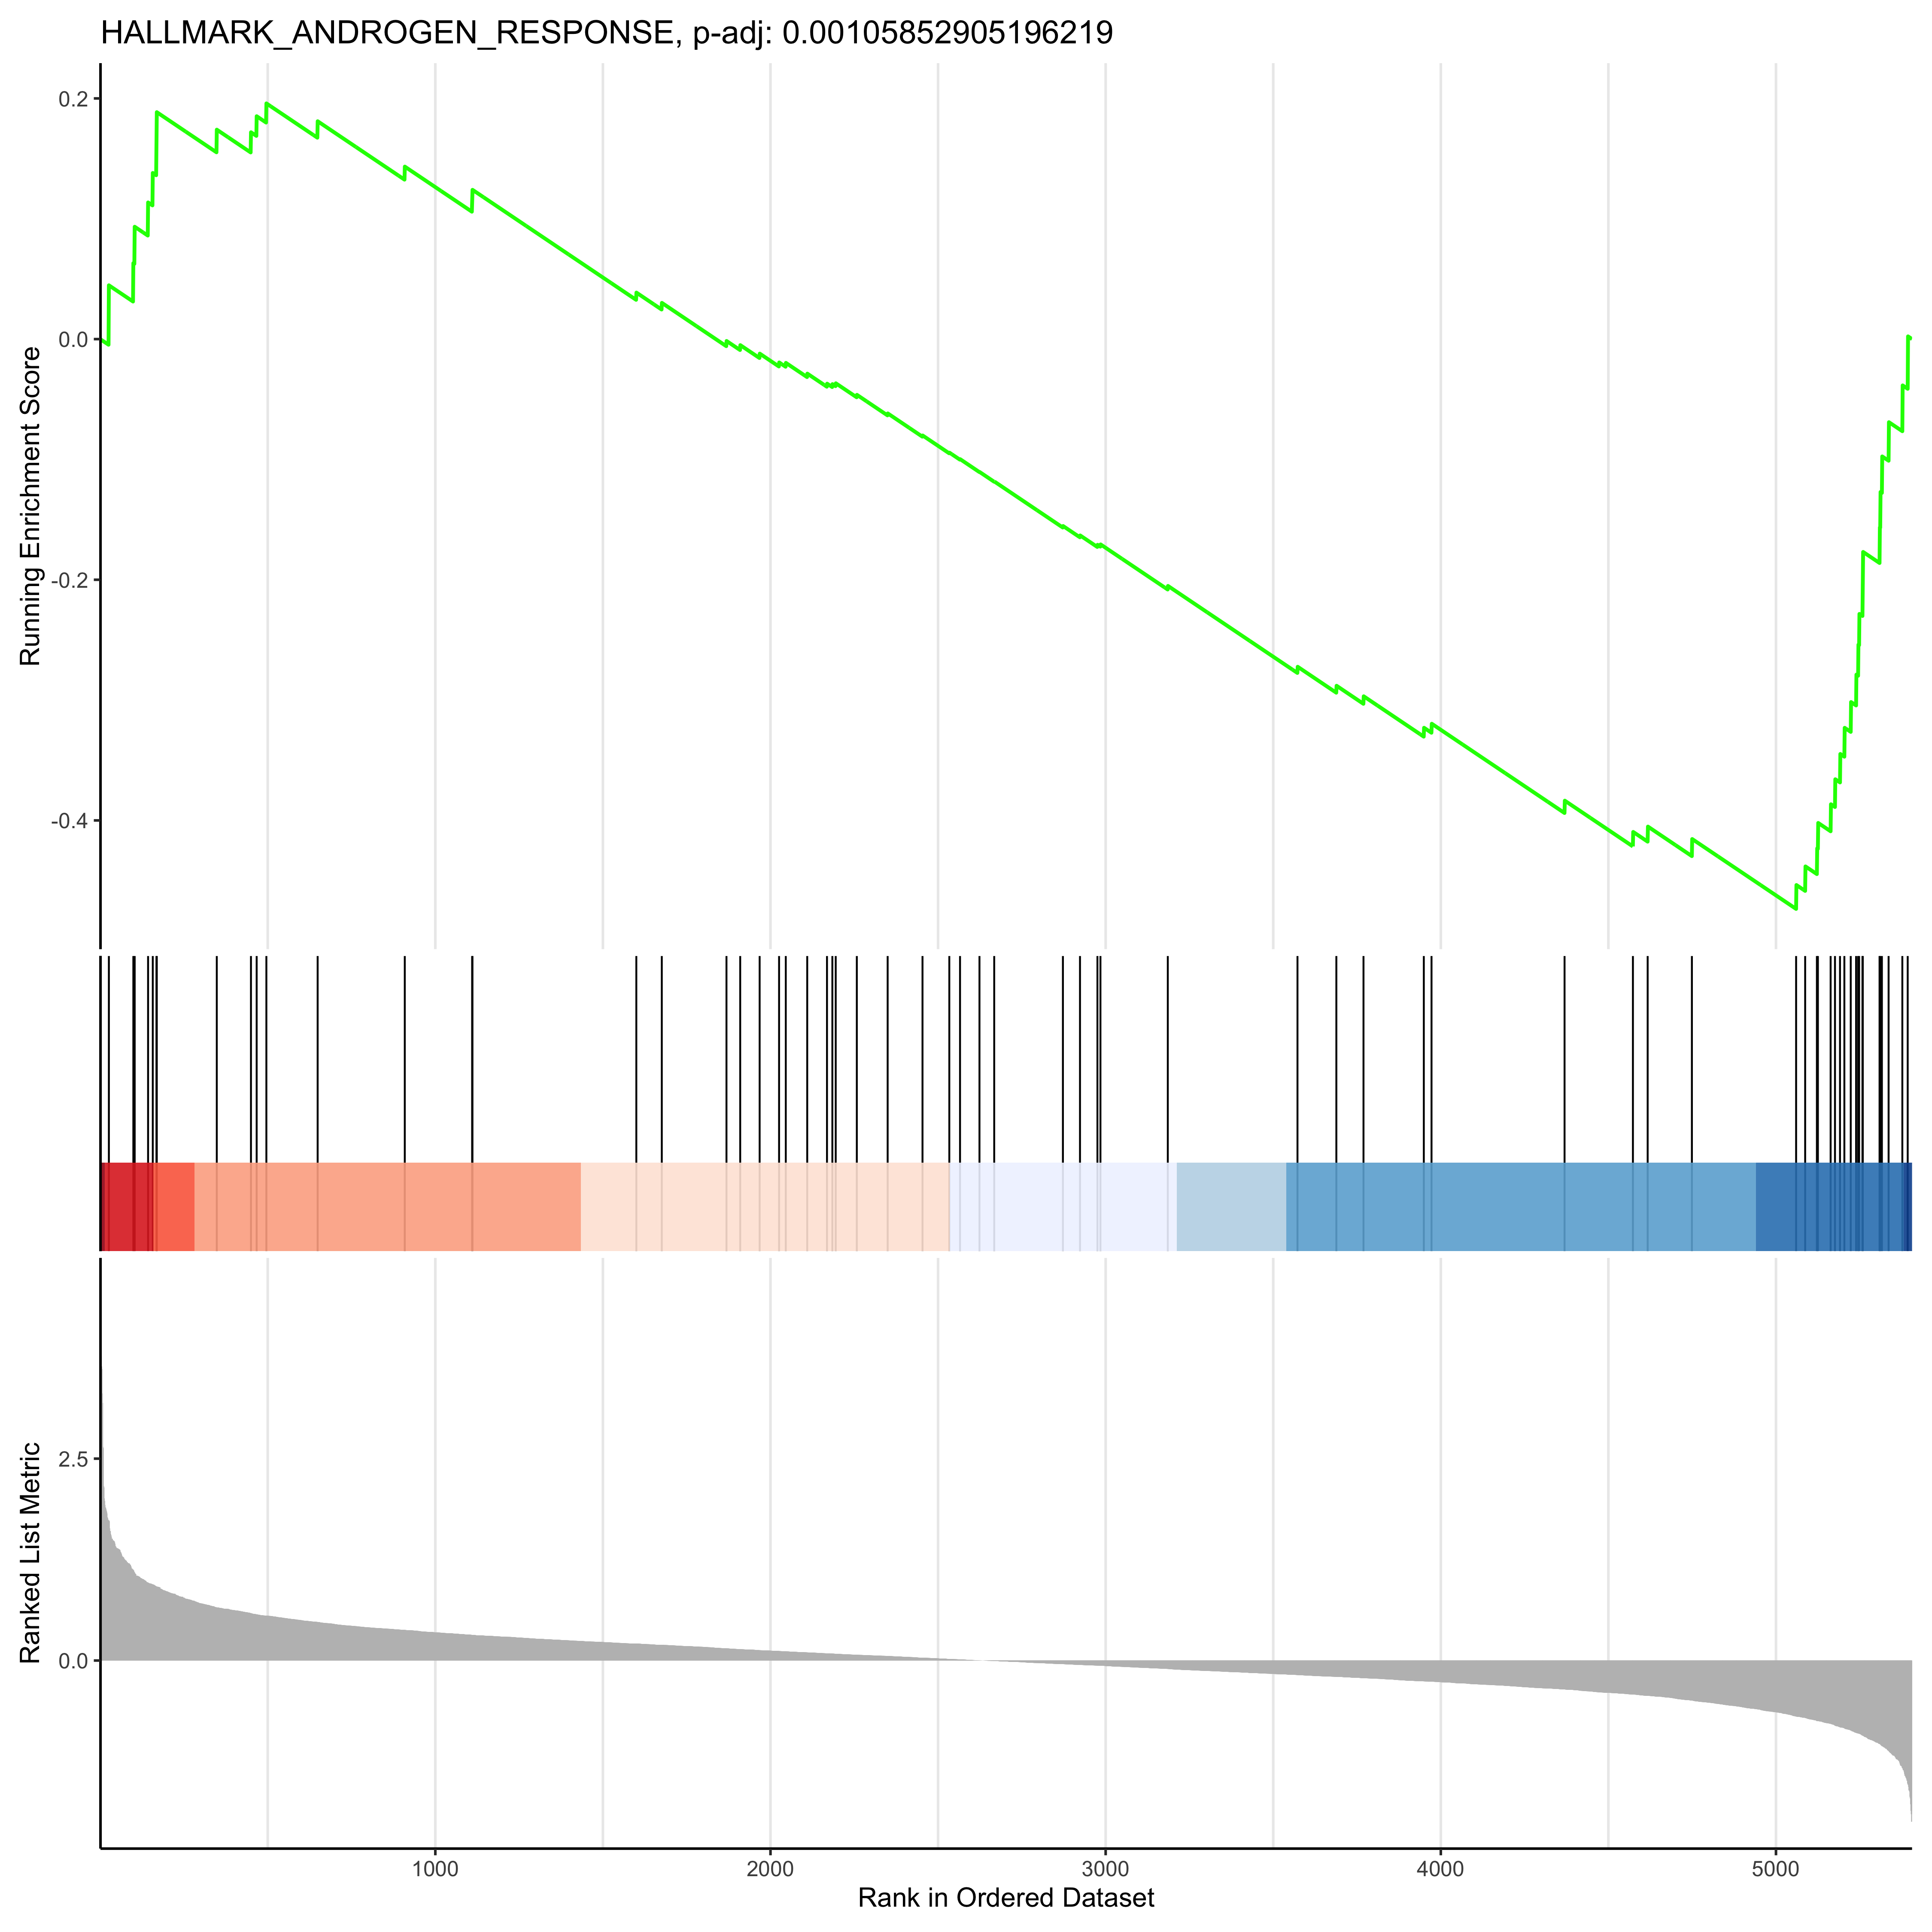 HALLMARK_ANDROGEN_RESPONSE, p-adj: 0.00105852905196219
0.2
0.0
-0.2
-0.4
Running Enrichment Score
2.5
0.0
Ranked List Metric
1000 2000 3000 4000 5000
Rank in Ordered Dataset